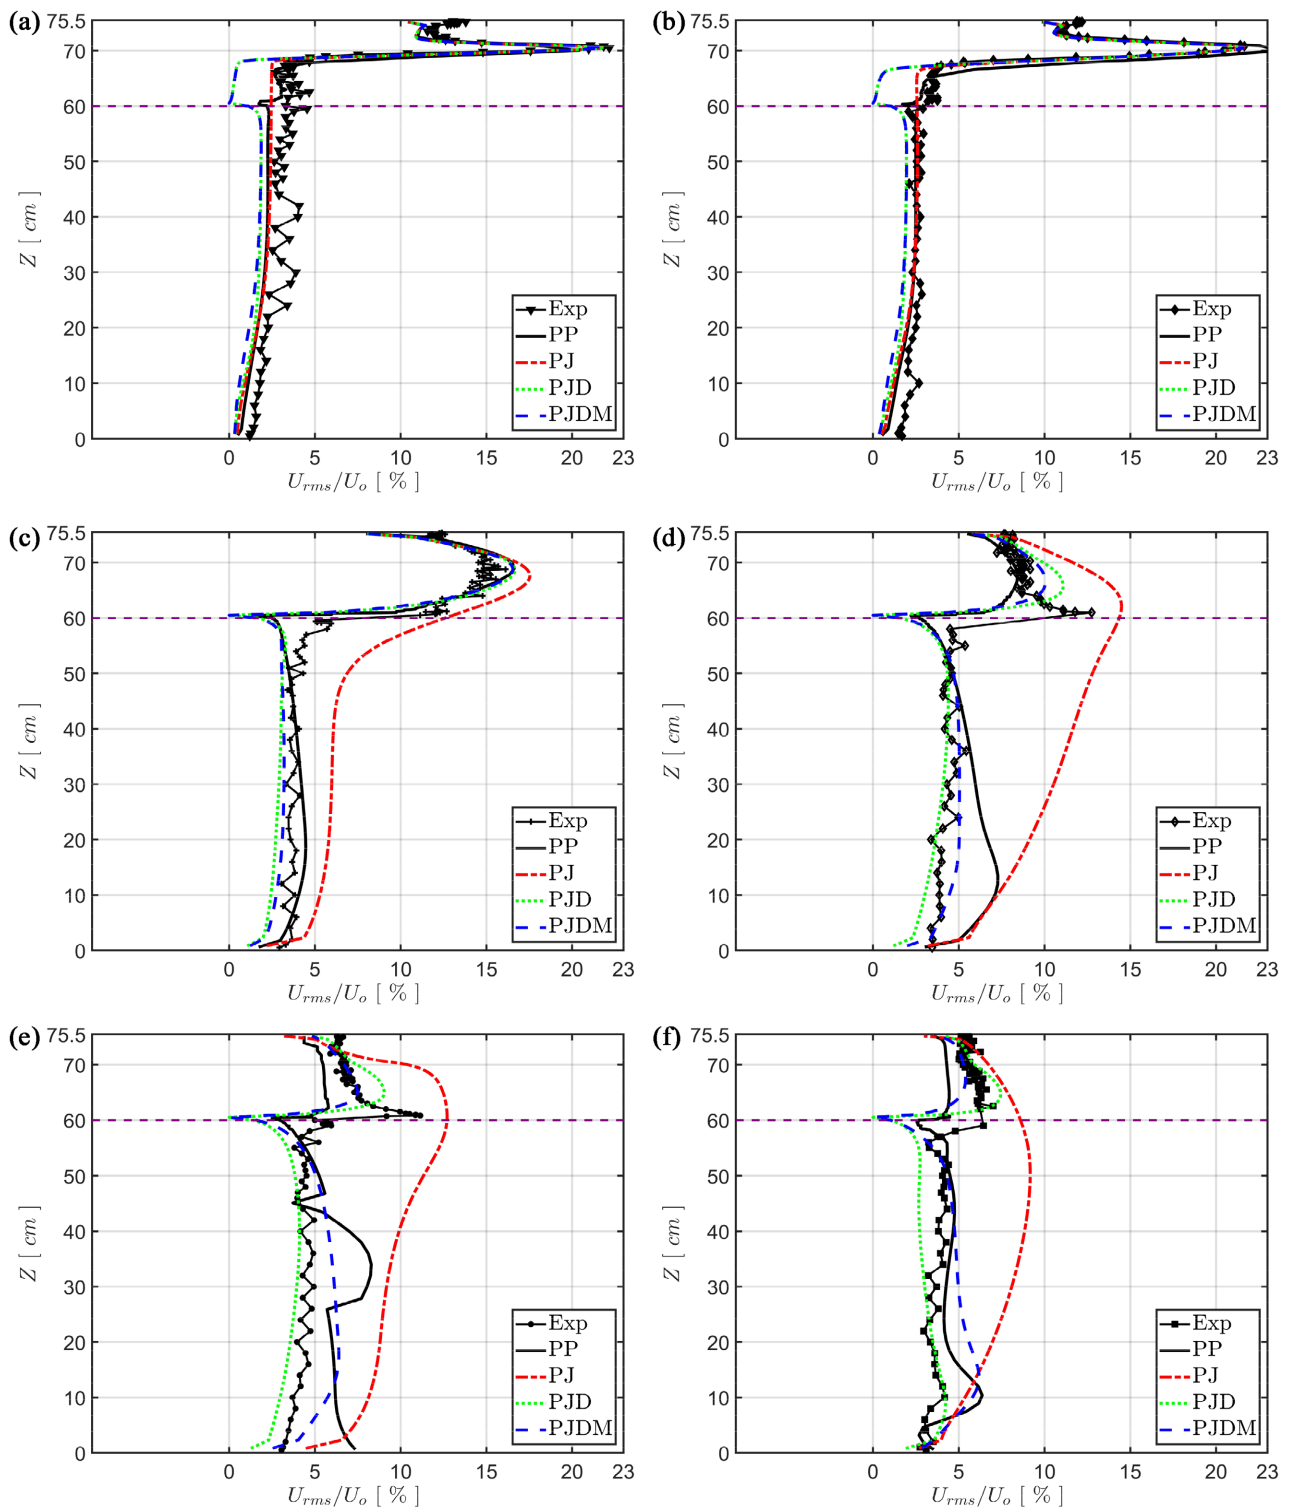 (a)
75.5
70
60
50
40
30
20
10
0
Z [ cm ]
Exp
PP
PJ
PJD
PJDM
0 5 10 15 20 23
U_rms/U_o [ % ]
(b)
75.5
70
60
50
40
30
20
10
0
Z [ cm ]
Exp
PP
PJ
PJD
PJDM
0 5 10 15 20 23
U_rms/U_o [ % ]
(c)
75.5
70
60
50
40
30
20
10
0
Z [ cm ]
Exp
PP
PJ
PJD
PJDM
0 5 10 15 20 23
U_rms/U_o [ % ]
(d)
75.5
70
60
50
40
30
20
10
0
Z [ cm ]
Exp
PP
PJ
PJD
PJDM
0 5 10 15 20 23
U_rms/U_o [ % ]
(e)
75.5
70
60
50
40
30
20
10
0
Z [ cm ]
Exp
PP
PJ
PJD
PJDM
0 5 10 15 20 23
U_rms/U_o [ % ]
(f)
75.5
70
60
50
40
30
20
10
0
Z [ cm ]
Exp
PP
PJ
PJD
PJDM
0 5 10 15 20 23
U_rms/U_o [ % ]